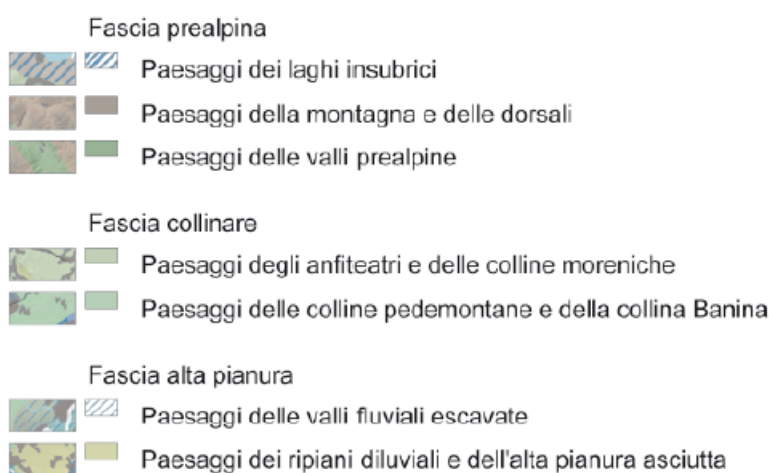 Fascia prealpina
Paesaggi dei laghi insubrici
Paesaggi della montagna e delle dorsali
Paesaggi delle valli prealpine
Fascia collinare
Paesaggi degli anfiteatri e delle colline moreniche
Paesaggi delle colline pedemontane e della collina Banina
Fascia alta pianura
Paesaggi delle valli fluviali escavate
Paesaggi dei ripiani diluviali e dell'alta pianura asciutta